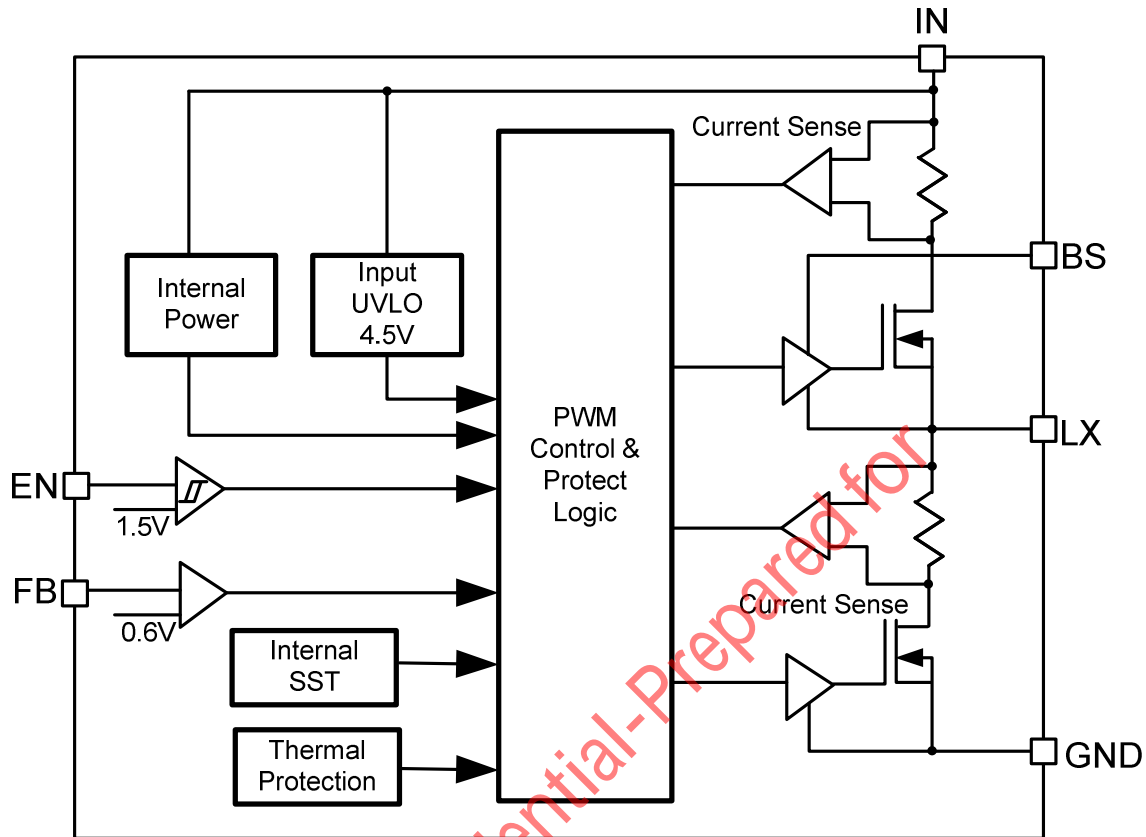 IN
Current Sense
BS
Internal
Power
Input
UVLO
4.5V
PWM
Control &
Protect
Logic
LX
EN
1.5V
FB
0.6V
Current Sense
Internal
SST
Thermal
Protection
GND
dential-Prepared for